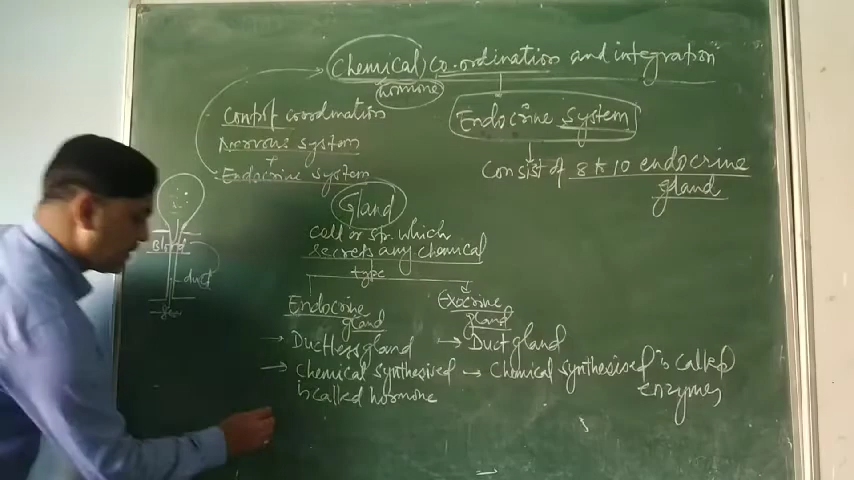 Chemical co-ordination and integration
hormone
Control coordination
Nervous system
+
Endocrine system
Endocrine system
Consist of 8 to 10 endocrine
gland
Gland
cell or str. which
secrets any chemical
type
Blood
duct
Endocrine
gland
Exocrine
gland
→ Ductless gland
→ Duct gland
→ Chemical synthesised
is called hormone
→ Chemical synthesised is called
enzymes